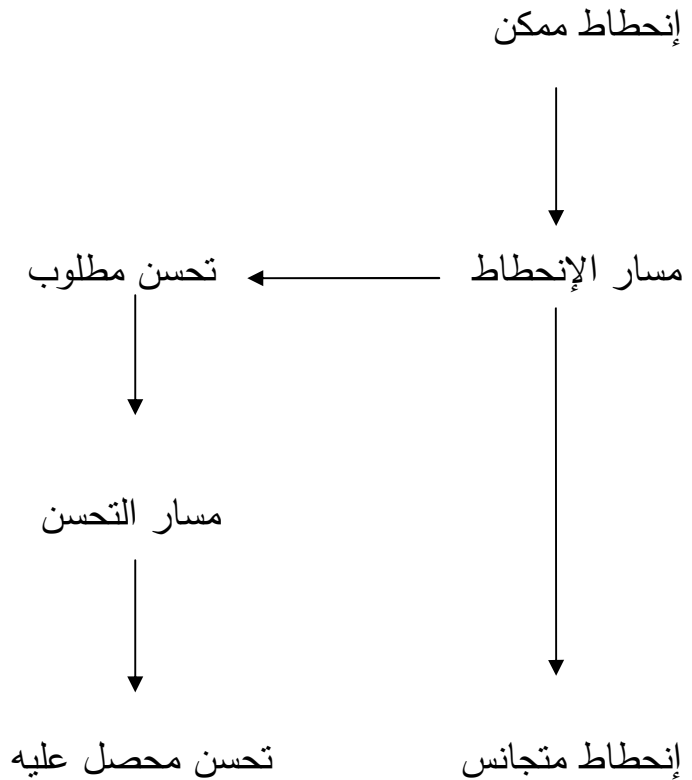 إنحطاط ممكن
مسار الإنحطاط
تحسن مطلوب
مسار التحسن
إنحطاط متجانس
تحسن محصل عليه